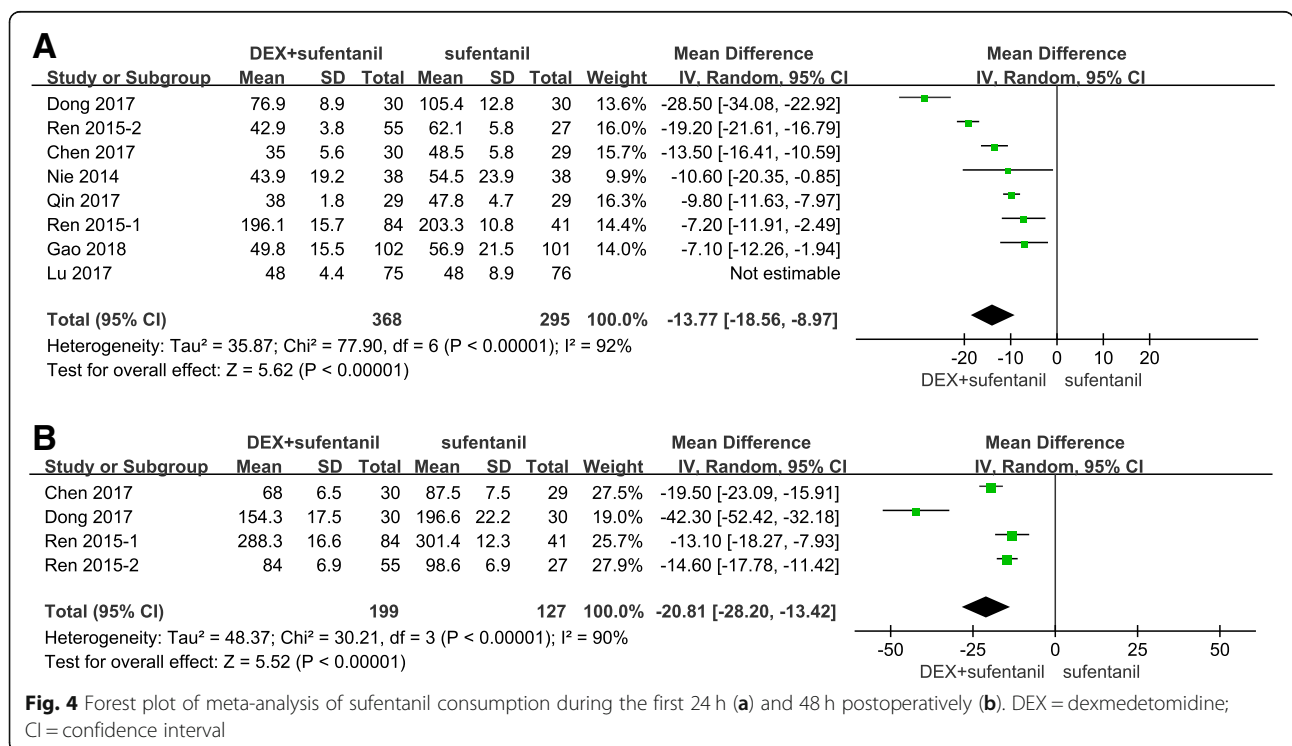 A
DEX+sufentanil sufentanil Mean Difference Mean Difference
Study or Subgroup Mean SD Total Mean SD Total Weight IV, Random, 95% CI IV, Random, 95% CI
Dong 2017 76.9 8.9 30 105.4 12.8 30 13.6% -28.50 [-34.08, -22.92]
Ren 2015-2 42.9 3.8 55 62.1 5.8 27 16.0% -19.20 [-21.61, -16.79]
Chen 2017 35 5.6 30 48.5 5.8 29 15.7% -13.50 [-16.41, -10.59]
Nie 2014 43.9 19.2 38 54.5 23.9 38 9.9% -10.60 [-20.35, -0.85]
Qin 2017 38 1.8 29 47.8 4.7 29 16.3% -9.80 [-11.63, -7.97]
Ren 2015-1 196.1 15.7 84 203.3 10.8 41 14.4% -7.20 [-11.91, -2.49]
Gao 2018 49.8 15.5 102 56.9 21.5 101 14.0% -7.10 [-12.26, -1.94]
Lu 2017 48 4.4 75 48 8.9 76 Not estimable
Total (95% CI) 368 295 100.0% -13.77 [-18.56, -8.97]
Heterogeneity: Tau² = 35.87; Chi² = 77.90, df = 6 (P < 0.00001); I² = 92%
Test for overall effect: Z = 5.62 (P < 0.00001)
-20 -10 0 10 20
DEX+sufentanil sufentanil
B
DEX+sufentanil sufentanil Mean Difference Mean Difference
Study or Subgroup Mean SD Total Mean SD Total Weight IV, Random, 95% CI IV, Random, 95% CI
Chen 2017 68 6.5 30 87.5 7.5 29 27.5% -19.50 [-23.09, -15.91]
Dong 2017 154.3 17.5 30 196.6 22.2 30 19.0% -42.30 [-52.42, -32.18]
Ren 2015-1 288.3 16.6 84 301.4 12.3 41 25.7% -13.10 [-18.27, -7.93]
Ren 2015-2 84 6.9 55 98.6 6.9 27 27.9% -14.60 [-17.78, -11.42]
Total (95% CI) 199 127 100.0% -20.81 [-28.20, -13.42]
Heterogeneity: Tau² = 48.37; Chi² = 30.21, df = 3 (P < 0.00001); I² = 90%
Test for overall effect: Z = 5.52 (P < 0.00001)
-50 -25 0 25 50
DEX+sufentanil sufentanil
Fig. 4 Forest plot of meta-analysis of sufentanil consumption during the first 24 h (a) and 48 h postoperatively (b). DEX = dexmedetomidine;
CI = confidence interval